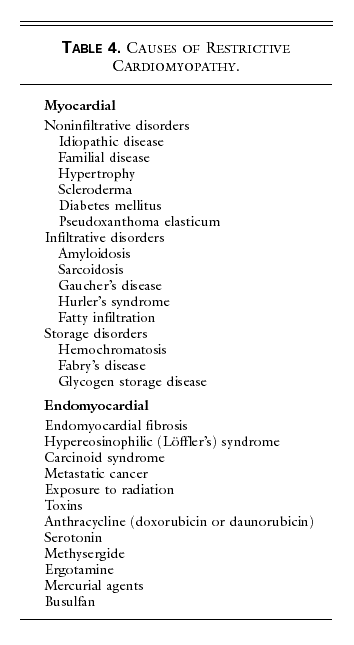 TABLE 4. CAUSES OF RESTRICTIVE
CARDIOMYOPATHY.
Myocardial
Noninfiltrative disorders
Idiopathic disease
Familial disease
Hypertrophy
Scleroderma
Diabetes mellitus
Pseudoxanthoma elasticum
Infiltrative disorders
Amyloidosis
Sarcoidosis
Gaucher’s disease
Hurler’s syndrome
Fatty infiltration
Storage disorders
Hemochromatosis
Fabry’s disease
Glycogen storage disease
Endomyocardial
Endomyocardial fibrosis
Hypereosinophilic (Löffler’s) syndrome
Carcinoid syndrome
Metastatic cancer
Exposure to radiation
Toxins
Anthracycline (doxorubicin or daunorubicin)
Serotonin
Methysergide
Ergotamine
Mercurial agents
Busulfan